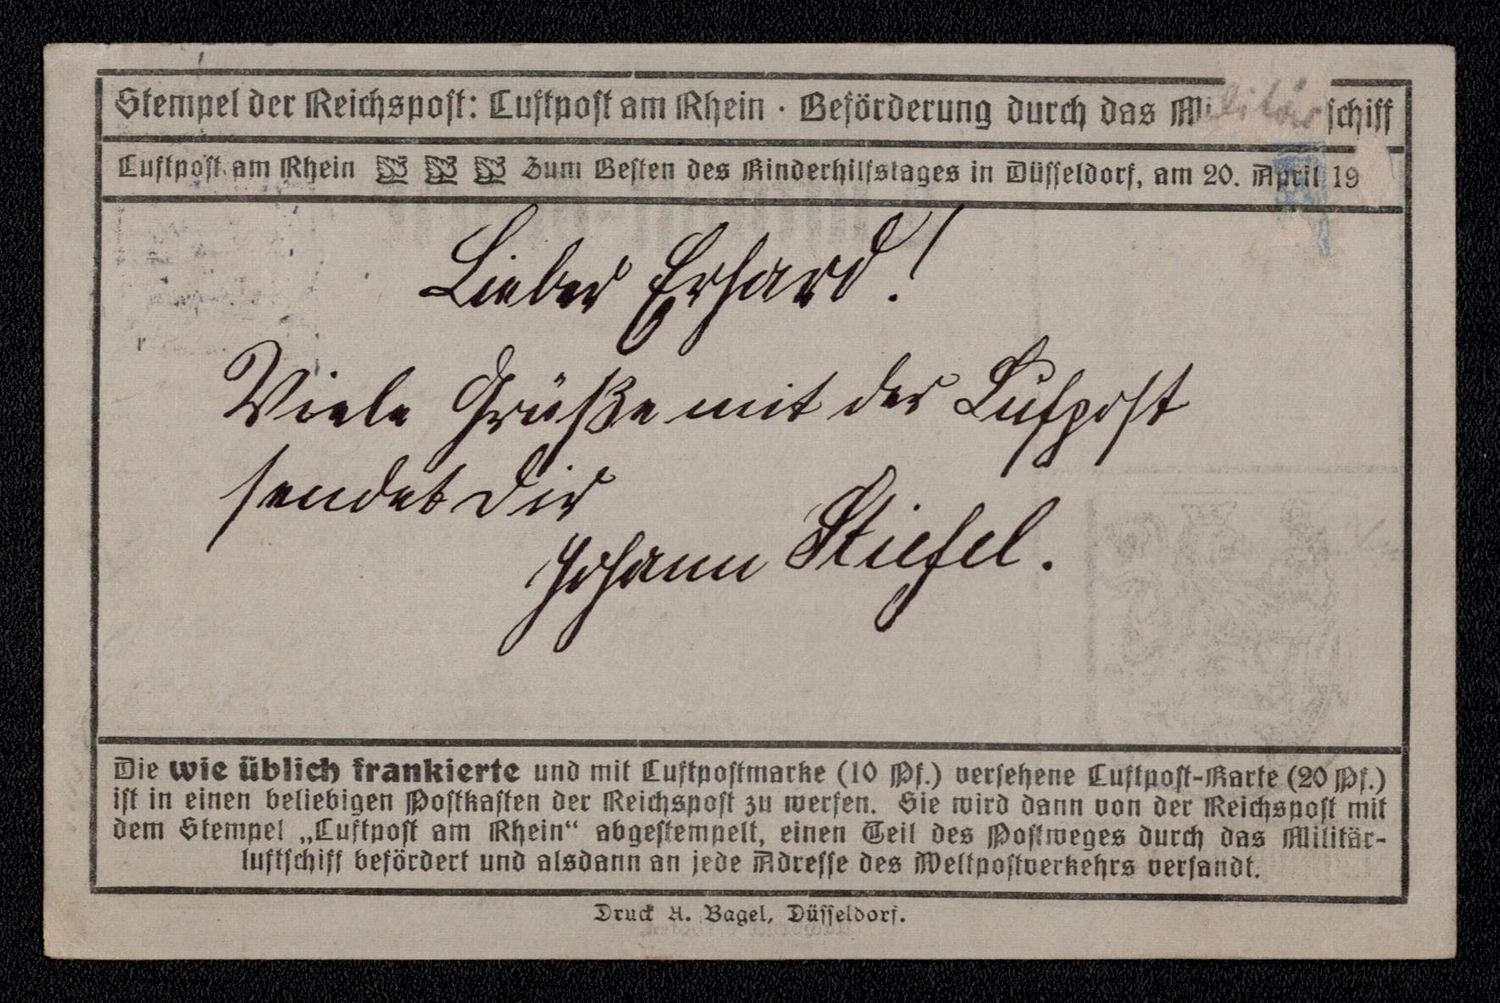 Stempel der Reichspost: Luftpost am Rhein · Beförderung durch das Militär schiff
Luftpost am Rhein Zum Besten des Kinderhilfstages in Düsseldorf, am 20. April 19
Lieber Erhard!
Viele Grüße mit der Lufpost
sendet Dir
Johann Stiefel.
Die wie üblich frankierte und mit Luftpostmarke (10 Pf.) versehene Luftpost-Karte (20 Pf.)
ist in einen beliebigen Postkasten der Reichspost zu werfen. Sie wird dann von der Reichspost mit
dem Stempel „Luftpost am Rhein“ abgestempelt, einen Teil des Postweges durch das Militär-
luftschiff befördert und alsdann an jede Adresse des Weltpostverkehrs versandt.
Druck A. Bagel, Düsseldorf.